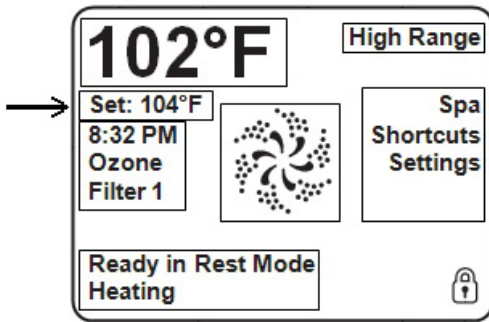 102°F
High Range
Set: 104°F
8:32 PM
Ozone
Filter 1
Spa
Shortcuts
Settings
Ready in Rest Mode
Heating